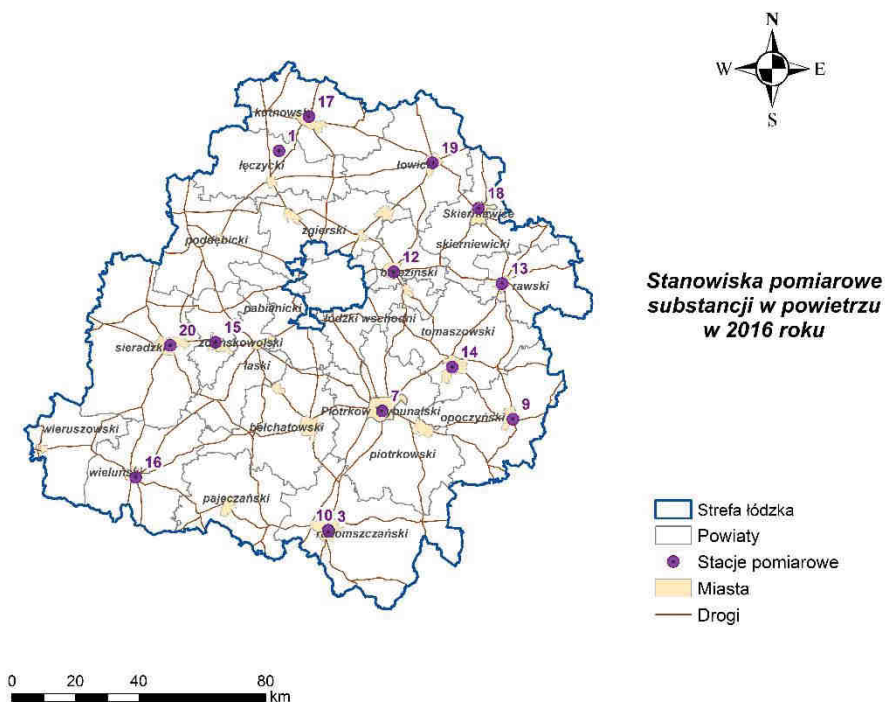 N
W E
S
17
kutnowski
1
łęczycki
19
łowicki
18
Skierniewice
zgierski
skierniewicki
poddębicki
12
brzeziński
13
rawski
Stanowiska pomiarowe
substancji w powietrzu
w 2016 roku
pabianicki
łódzki wschodni
tomaszowski
20
15
sieradzki
zduńskowolski
14
łaski
7
9
Piotrków Trybunalski
opoczyński
wieruszowski
bełchatowski
piotrkowski
16
wieluński
pajęczański
10 3
radomszczański
Strefa łódzka
Powiaty
Stacje pomiarowe
Miasta
Drogi
0 20 40 80
km